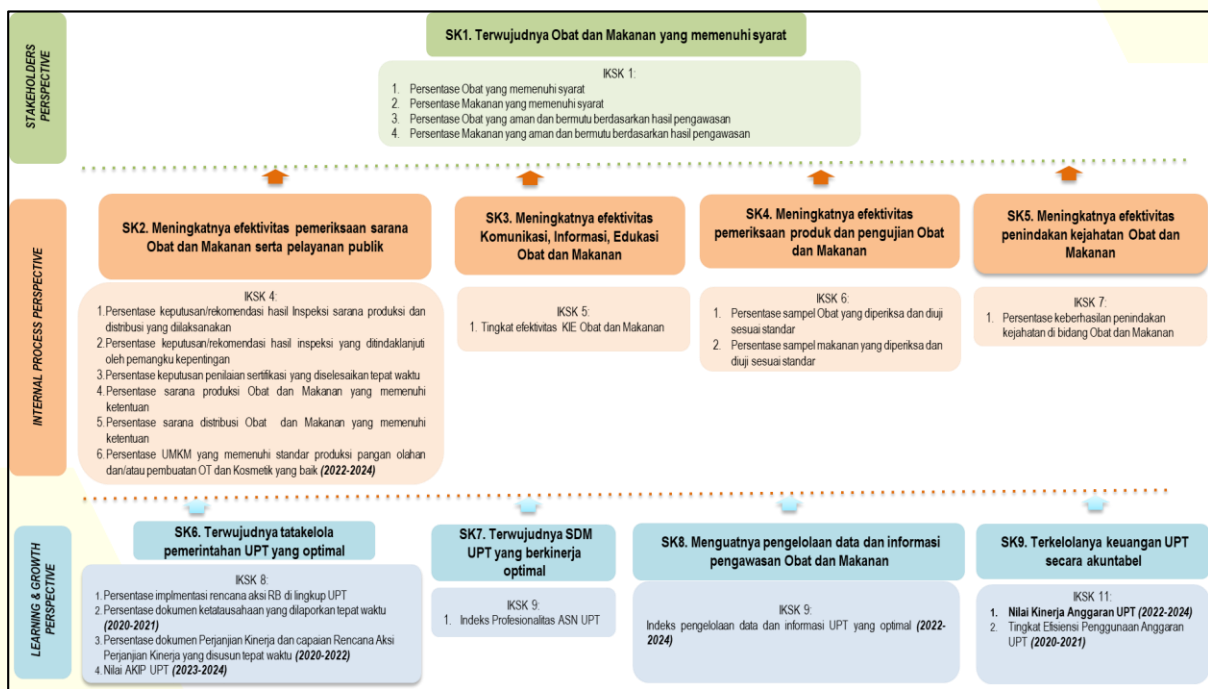 STAKEHOLDERS
PERSPECTIVE
SK1. Terwujudnya Obat dan Makanan yang memenuhi syarat
IKSK 1:
1. Persentase Obat yang memenuhi syarat
2. Persentase Makanan yang memenuhi syarat
3. Persentase Obat yang aman dan bermutu berdasarkan hasil pengawasan
4. Persentase Makanan yang aman dan bermutu berdasarkan hasil pengawasan
INTERNAL PROCESS PERSPECTIVE
SK2. Meningkatnya efektivitas pemeriksaan sarana
Obat dan Makanan serta pelayanan publik
IKSK 4:
1.Persentase keputusan/rekomendasi hasil Inspeksi sarana produksi dan
distribusi yang dilaksanakan
2.Persentase keputusan/rekomendasi hasil inspeksi yang ditindaklanjuti
oleh pemangku kepentingan
3.Persentase keputusan penilaian sertifikasi yang diselesaikan tepat waktu
4.Persentase sarana produksi Obat dan Makanan yang memenuhi
ketentuan
5.Persentase sarana distribusi Obat dan Makanan yang memenuhi
ketentuan
6.Persentase UMKM yang memenuhi standar produksi pangan olahan
dan/atau pembuatan OT dan Kosmetik yang baik (2022-2024)
SK3. Meningkatnya efektivitas
Komunikasi, Informasi, Edukasi
Obat dan Makanan
IKSK 5:
1. Tingkat efektivitas KIE Obat dan Makanan
SK4. Meningkatnya efektivitas
pemeriksaan produk dan pengujian Obat
dan Makanan
IKSK 6:
1. Persentase sampel Obat yang diperiksa dan diuji
sesuai standar
2. Persentase sampel makanan yang diperiksa dan
diuji sesuai standar
SK5. Meningkatnya efektivitas
penindakan kejahatan Obat dan
Makanan
IKSK 7:
1. Persentase keberhasilan penindakan
kejahatan di bidang Obat dan Makanan
LEARNING & GROWTH
PERSPECTIVE
SK6. Terwujudnya tatakelola
pemerintahan UPT yang optimal
IKSK 8:
1.Persentase implmentasi rencana aksi RB di lingkup UPT
2.Persentase dokumen ketatausahaan yang dilaporkan tepat waktu
(2020-2021)
3.Persentase dokumen Perjanjian Kinerja dan capaian Rencana Aksi
Perjanjian Kinerja yang disusun tepat waktu (2020-2022)
4.Nilai AKIP UPT (2023-2024)
SK7. Terwujudnya SDM
UPT yang berkinerja
optimal
IKSK 9:
1. Indeks Profesionalitas ASN UPT
SK8. Menguatnya pengelolaan data dan informasi
pengawasan Obat dan Makanan
IKSK 9:
Indeks pengelolaan data dan informasi UPT yang optimal (2022-
2024)
SK9. Terkelolanya keuangan UPT
secara akuntabel
IKSK 11:
1. Nilai Kinerja Anggaran UPT (2022-2024)
2. Tingkat Efisiensi Penggunaan Anggaran
UPT (2020-2021)